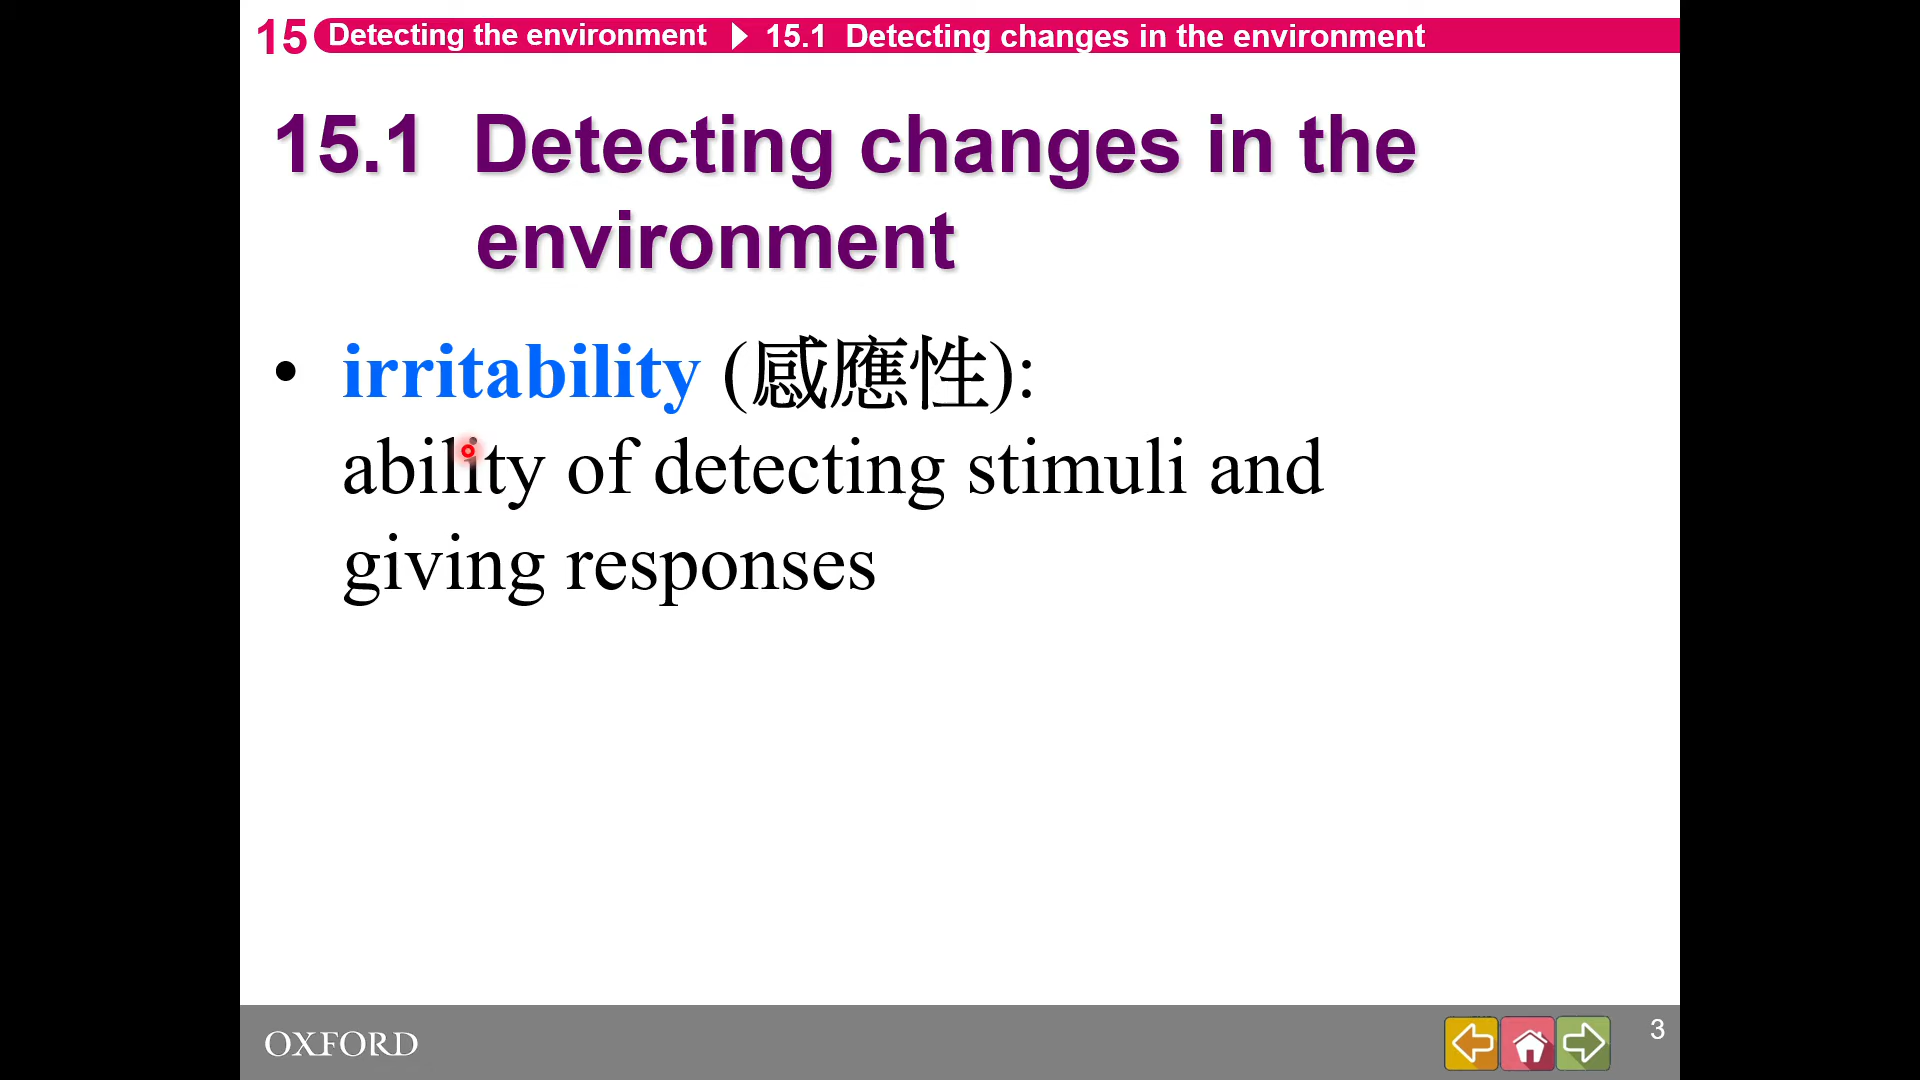 15 Detecting the environment 15.1 Detecting changes in the environment
15.1 Detecting changes in the
environment
• irritability (感應性):
ability of detecting stimuli and
giving responses
OXFORD
3